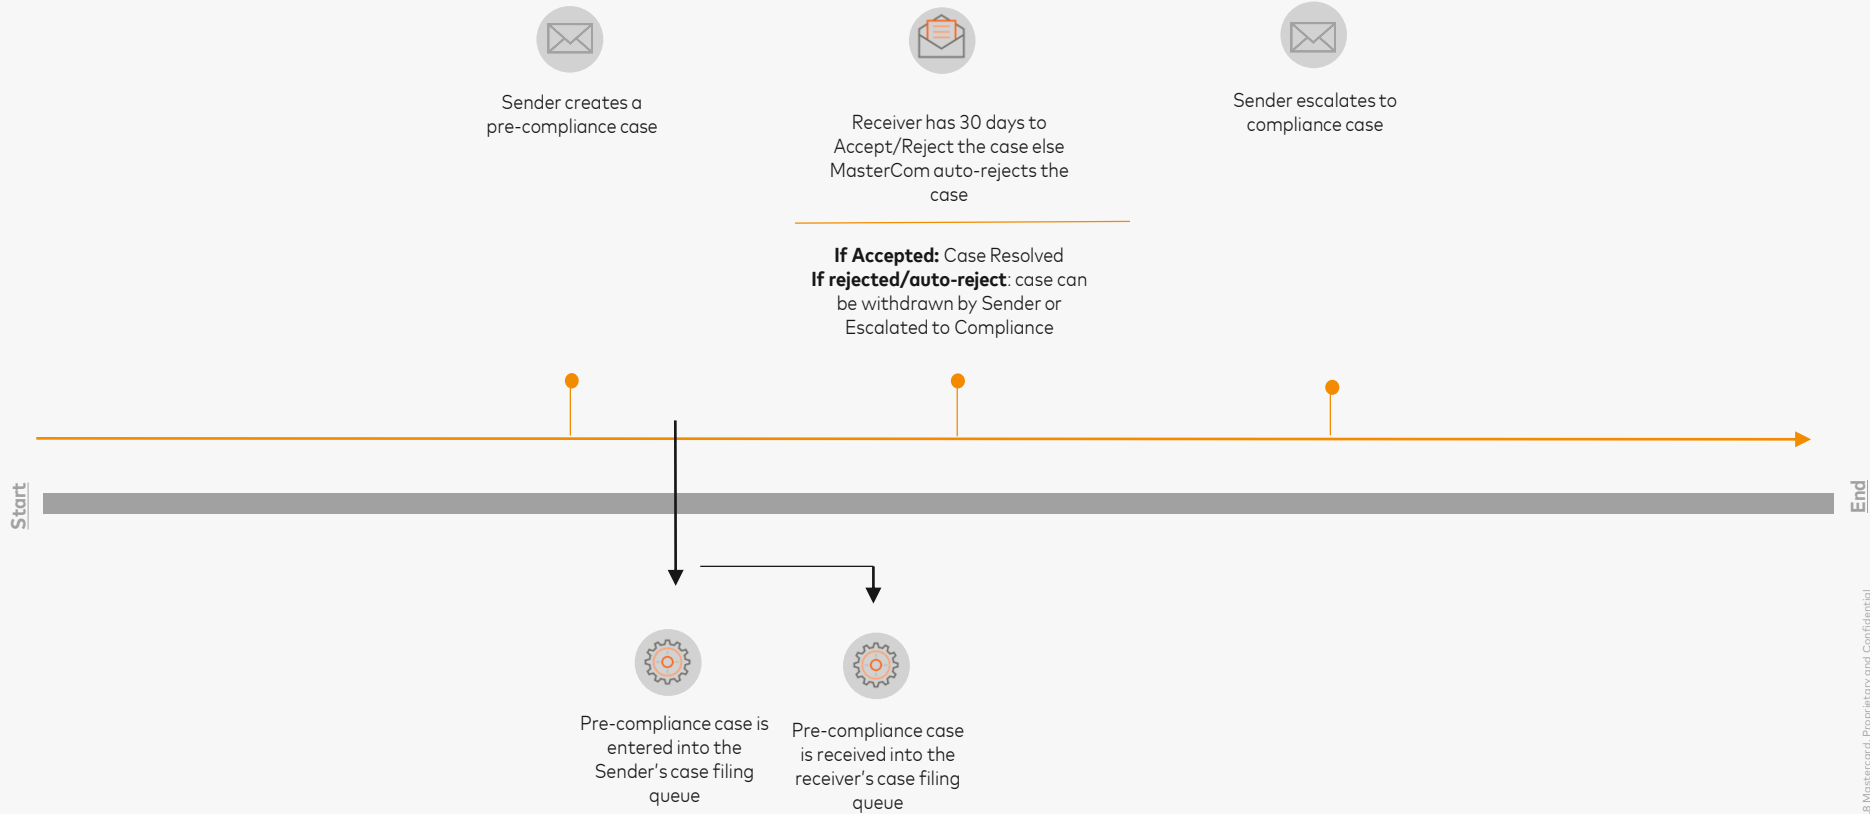 Sender creates a
pre-compliance case
Receiver has 30 days to
Accept/Reject the case else
MasterCom auto-rejects the
case
If Accepted: Case Resolved
If rejected/auto-reject: case can
be withdrawn by Sender or
Escalated to Compliance
Sender escalates to
compliance case
Start
End
Pre-compliance case is
entered into the
Sender's case filing
queue
Pre-compliance case
is received into the
receiver's case filing
queue
8 Mastercard. Proprietary and Confidential